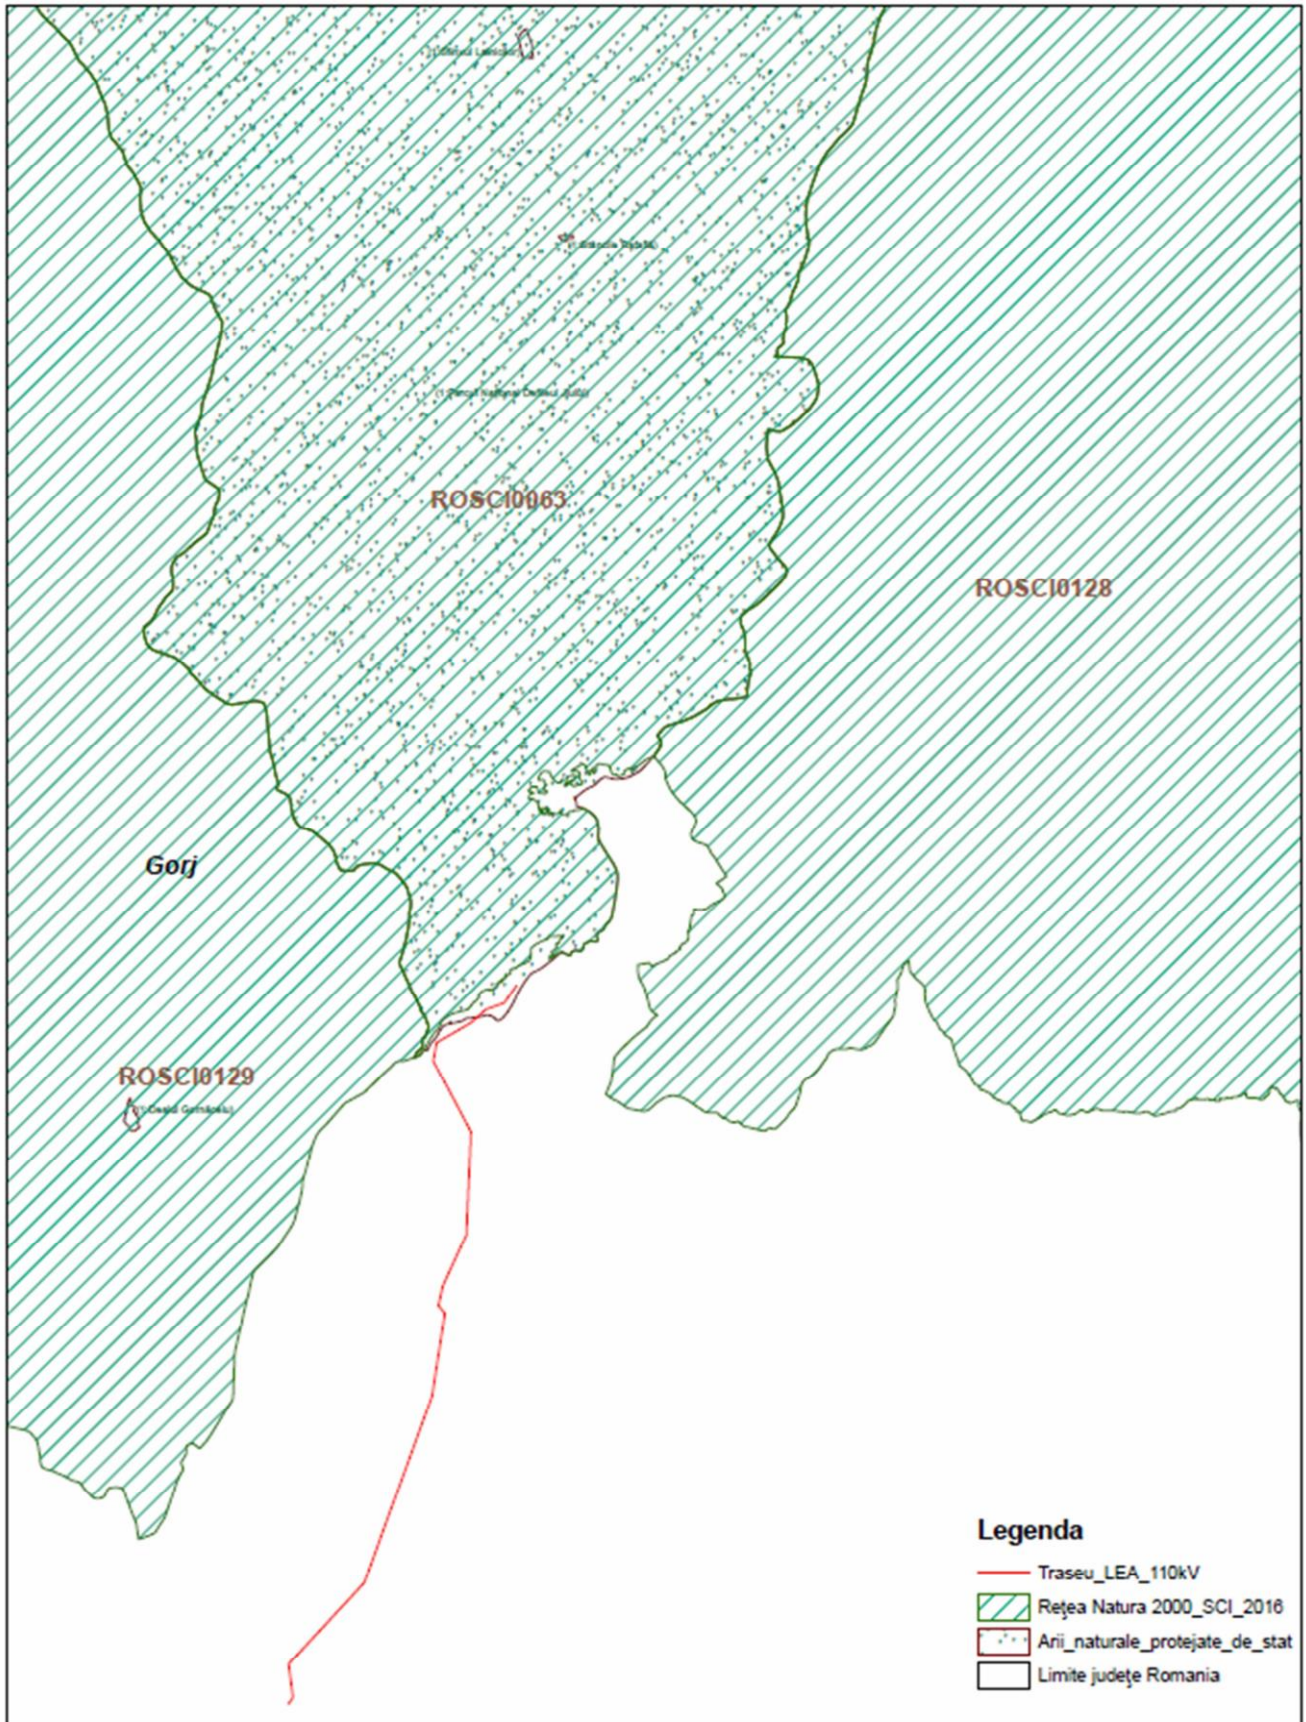 ROSCI0063
ROSCI0128
Gorj
ROSCI0129
Legenda
Traseu_LEA_110kV
Reţea Natura 2000_SCI_2016
Arii_naturale_protejate_de_stat
Limite judeţe Romania